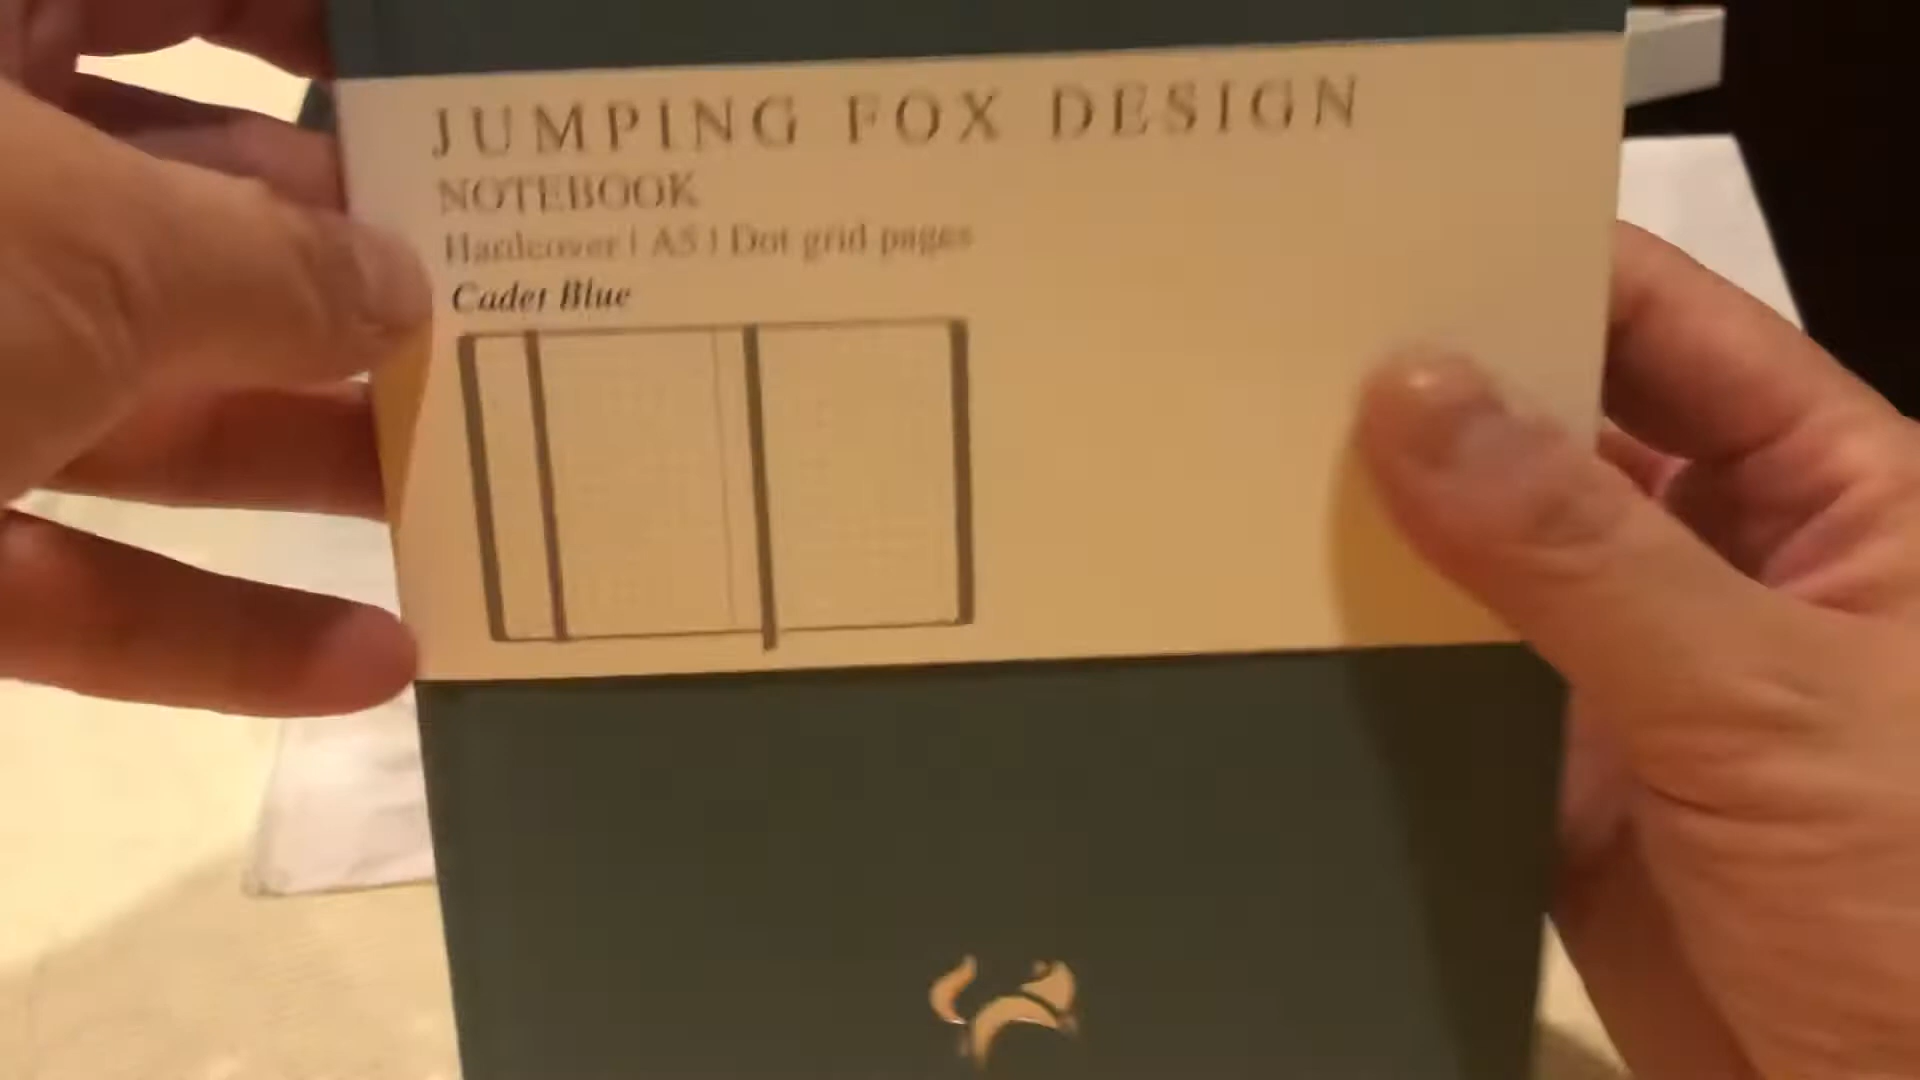 JUMPING FOX DESIGN
NOTEBOOK
Hardcover | A5 | Dot grid pages
Cadet Blue